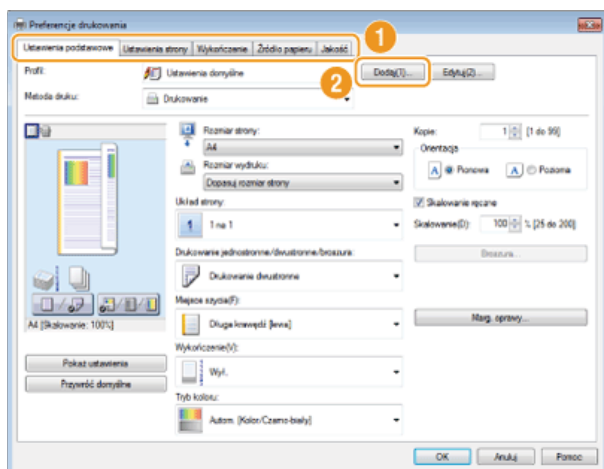 Preferencje drukowania
1
Ustawienia podstawowe Ustawienia strony Wykończenie Źródło papieru Jakość
2
Profil: Ustawienia domyślne Dodaj(1)... Edytuj(2)...
Metoda druku: Drukowanie
Rozmiar strony:
A4
Rozmiar wydruku:
Dopasuj rozmiar strony
Układ strony:
1 1 na 1
Drukowanie jednostronne/dwustronne/broszura:
Drukowanie dwustronne
Miejsce szycia(F):
Długa krawędź [lewa]
Wykończenie(V):
Wył.
Tryb koloru:
Autom. [Kolor/Czarno-biały]
Kopie: 1 [1 do 99]
Orientacja
A Pionowa A Pozioma
Skalowanie ręczne
Skalowanie(D): 100 % [25 do 200]
Broszura...
Marg. oprawy...
A4 [Skalowanie: 100%]
Pokaż ustawienia
Przywróć domyślne
OK Anuluj Pomoc